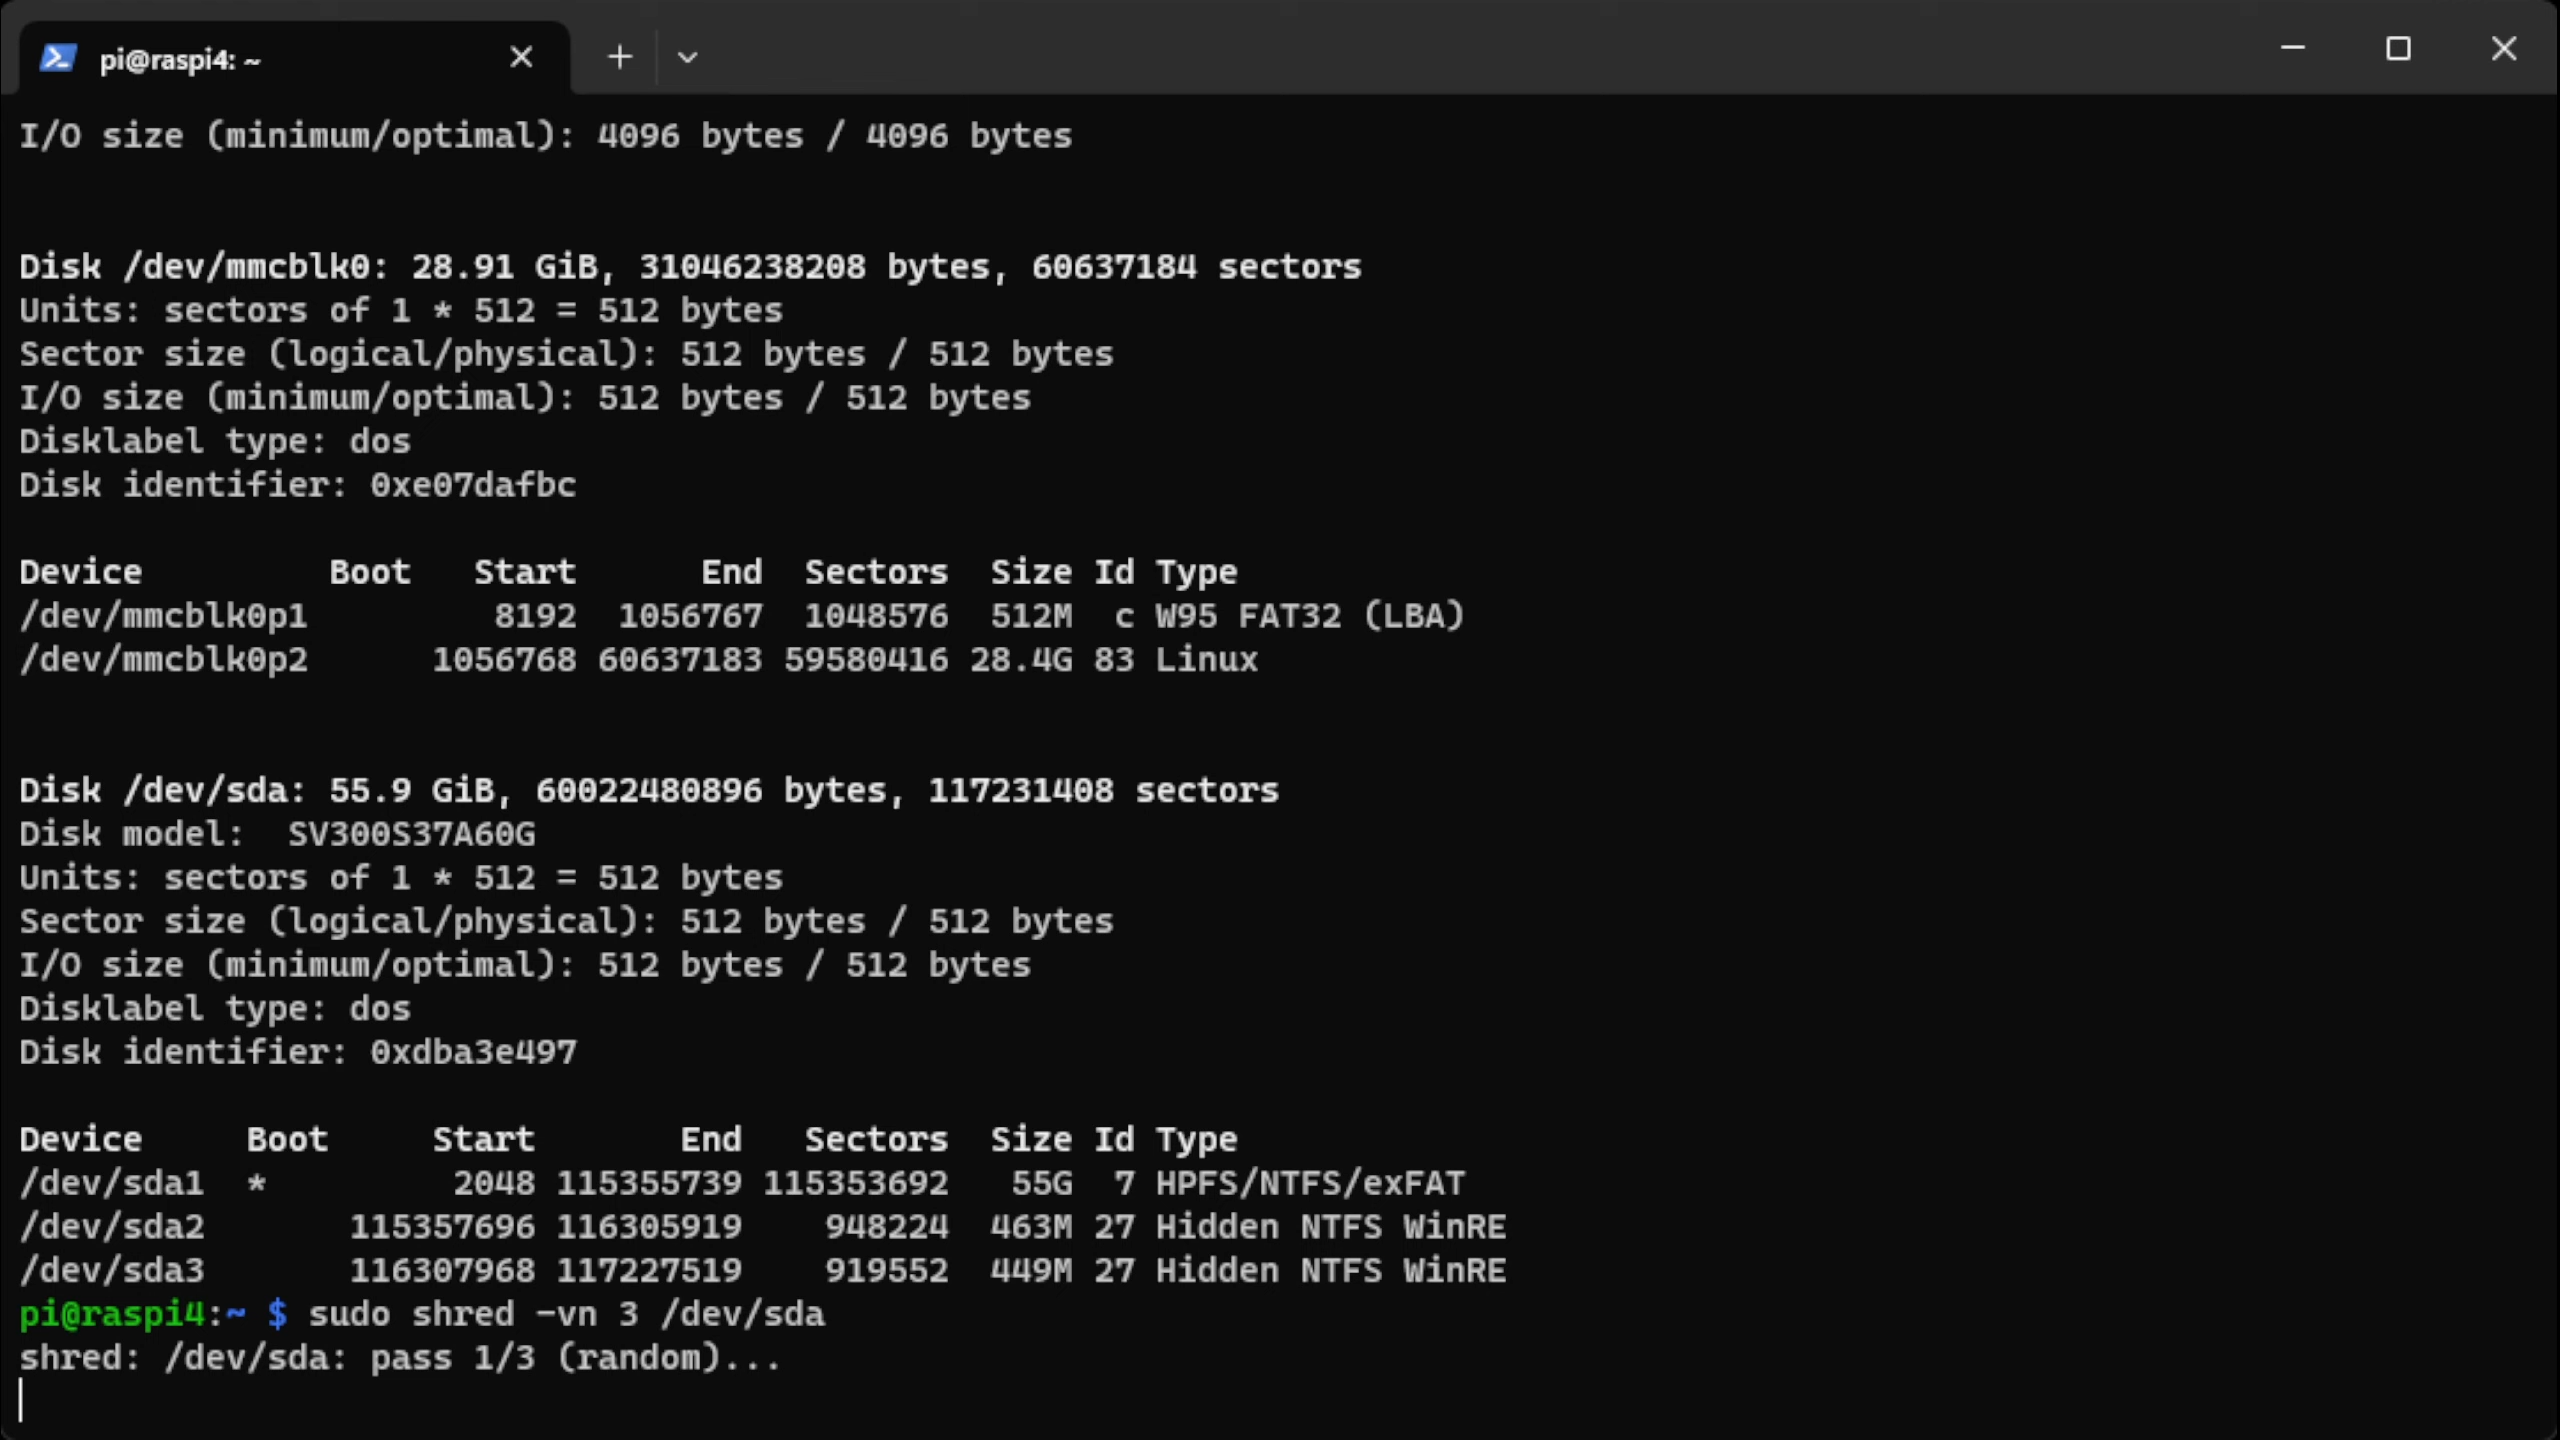 pi@raspi4: ~
I/O size (minimum/optimal): 4096 bytes / 4096 bytes
Disk /dev/mmcblk0: 28.91 GiB, 31046238208 bytes, 60637184 sectors
Units: sectors of 1 * 512 = 512 bytes
Sector size (logical/physical): 512 bytes / 512 bytes
I/O size (minimum/optimal): 512 bytes / 512 bytes
Disklabel type: dos
Disk identifier: 0xe07dafbc
Device         Boot   Start      End  Sectors  Size Id Type
/dev/mmcblk0p1         8192  1056767  1048576  512M  c W95 FAT32 (LBA)
/dev/mmcblk0p2      1056768 60637183 59580416 28.4G 83 Linux
Disk /dev/sda: 55.9 GiB, 60022480896 bytes, 117231408 sectors
Disk model:  SV300S37A60G
Units: sectors of 1 * 512 = 512 bytes
Sector size (logical/physical): 512 bytes / 512 bytes
I/O size (minimum/optimal): 512 bytes / 512 bytes
Disklabel type: dos
Disk identifier: 0xdba3e497
Device     Boot     Start       End   Sectors  Size Id Type
/dev/sda1  *         2048 115355739 115353692   55G  7 HPFS/NTFS/exFAT
/dev/sda2       115357696 116305919    948224  463M 27 Hidden NTFS WinRE
/dev/sda3       116307968 117227519    919552  449M 27 Hidden NTFS WinRE
pi@raspi4:~ $ sudo shred -vn 3 /dev/sda
shred: /dev/sda: pass 1/3 (random)...